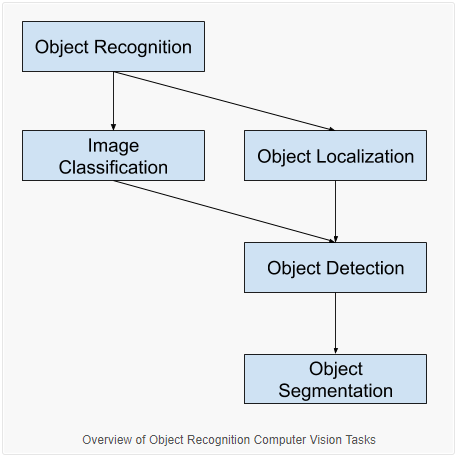 Object Recognition
Image
Classification
Object Localization
Object Detection
Object
Segmentation
Overview of Object Recognition Computer Vision Tasks